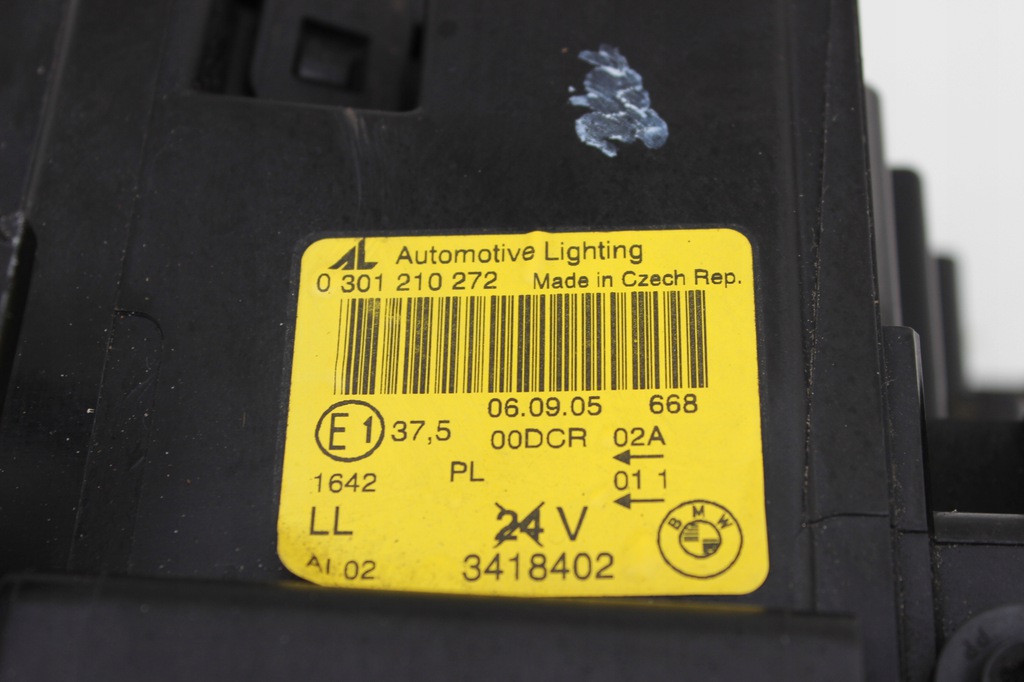 AL Automotive Lighting
0 301 210 272 Made in Czech Rep.
06.09.05 668
E1 37,5 00DCR 02A
1642 PL 01 1
LL 24 V
BMW
02 3418402